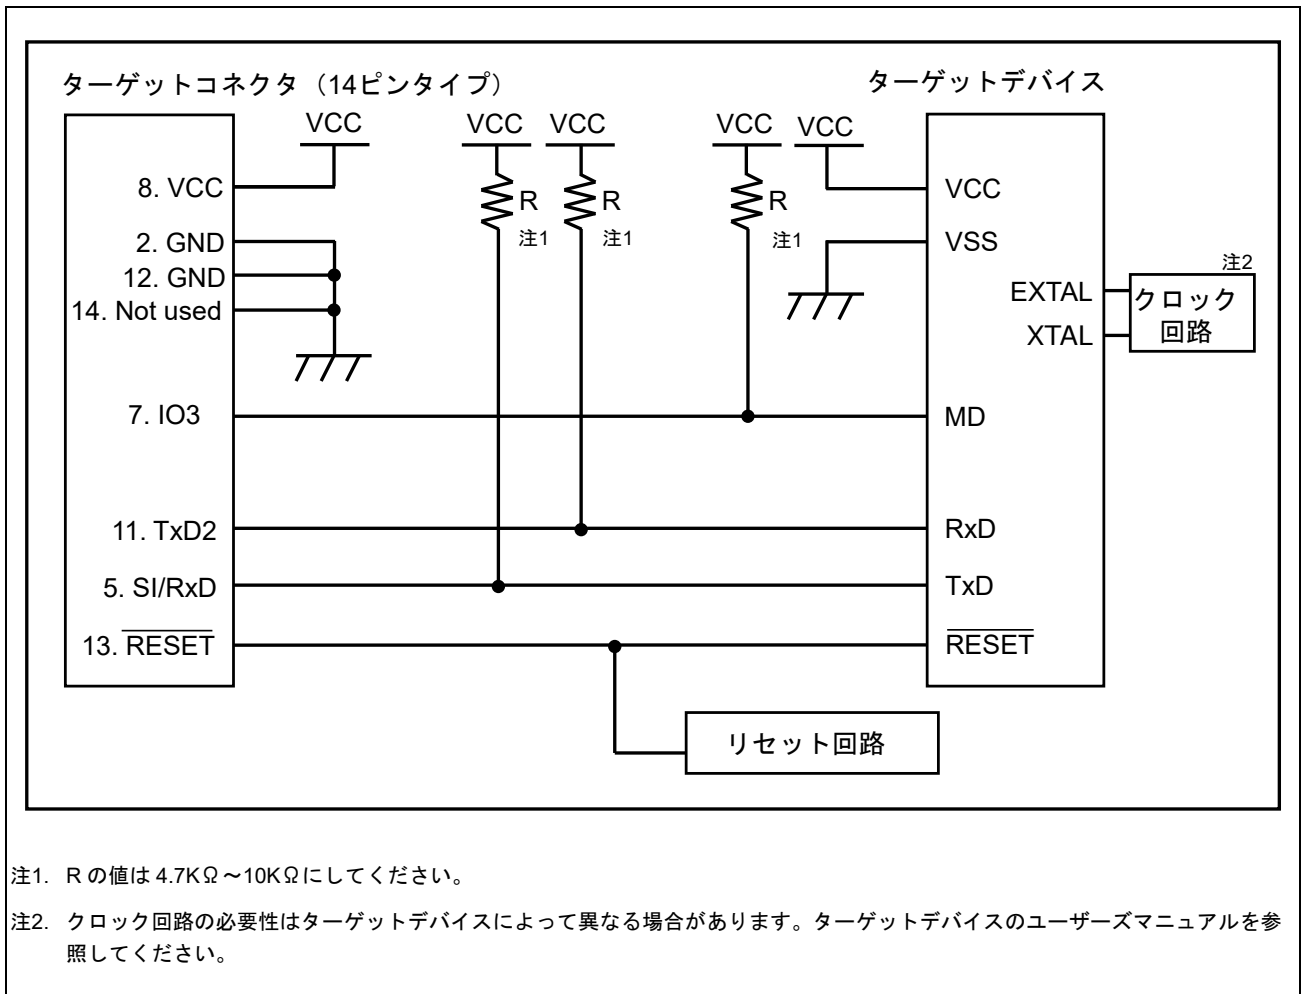 ターゲットコネクタ（14ピンタイプ）
ターゲットデバイス
VCC
VCC
VCC
VCC
VCC
8. VCC
R
注1
R
注1
R
注1
VCC
2. GND
VSS
12. GND
14. Not used
注2
EXTAL
クロック
回路
XTAL
7. IO3
MD
11. TxD2
RxD
5. SI/RxD
TxD
13. RESET
RESET
リセット回路
注1. R の値は 4.7KΩ～10KΩにしてください。
注2. クロック回路の必要性はターゲットデバイスによって異なる場合があります。ターゲットデバイスのユーザーズマニュアルを参
照してください。